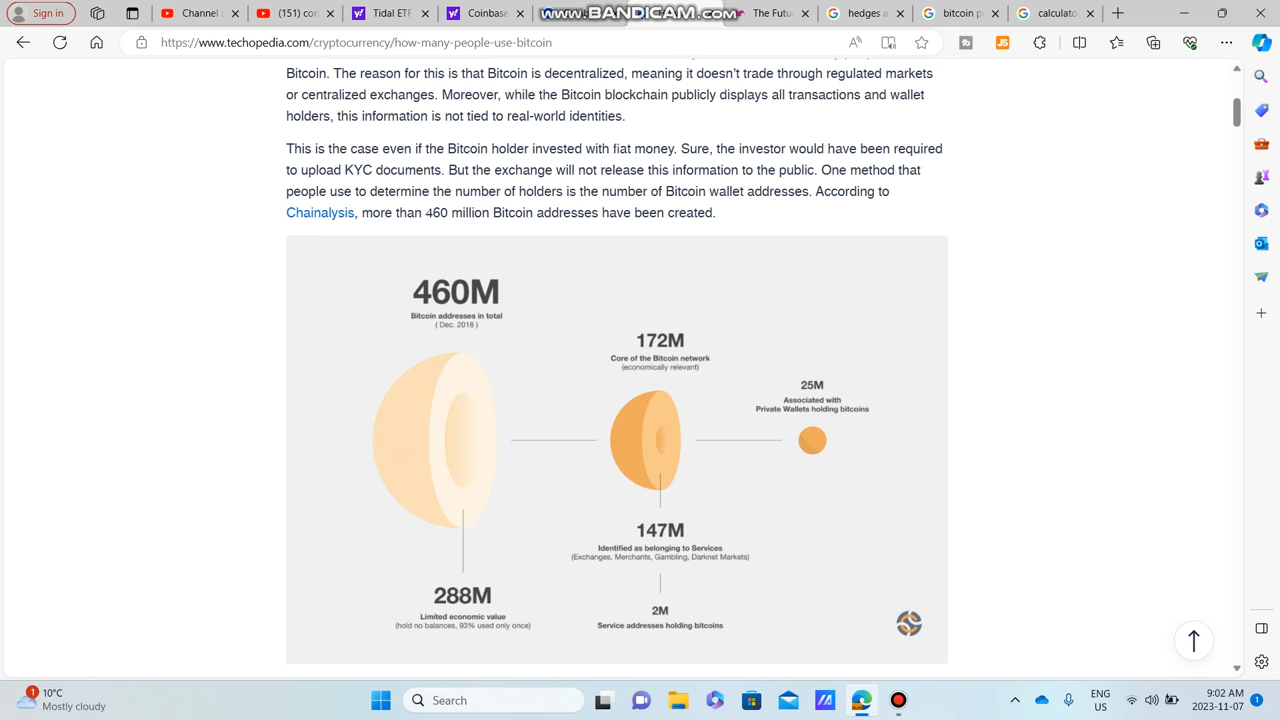 Channel
(151) con
Tidal ETF
Coinbase
WWW.BANDICAM.COM
The Futu
hedges a
bitcoin pr
https://www.techopedia.com/cryptocurrency/how-many-people-use-bitcoin
Bitcoin. The reason for this is that Bitcoin is decentralized, meaning it doesn't trade through regulated markets
or centralized exchanges. Moreover, while the Bitcoin blockchain publicly displays all transactions and wallet
holders, this information is not tied to real-world identities.
This is the case even if the Bitcoin holder invested with fiat money. Sure, the investor would have been required
to upload KYC documents. But the exchange will not release this information to the public. One method that
people use to determine the number of holders is the number of Bitcoin wallet addresses. According to
Chainalysis, more than 460 million Bitcoin addresses have been created.
460M
Bitcoin addresses in total
( Dec. 2018 )
172M
Core of the Bitcoin network
(economically relevant)
25M
Associated with
Private Wallets holding bitcoins
147M
Identified as belonging to Services
(Exchanges, Merchants, Gambling, Darknet Markets)
288M
Limited economic value
(hold no balances, 93% used only once)
2M
Service addresses holding bitcoins
1
10°C
Mostly cloudy
Search
ENG
US
9:02 AM
2023-11-07
1